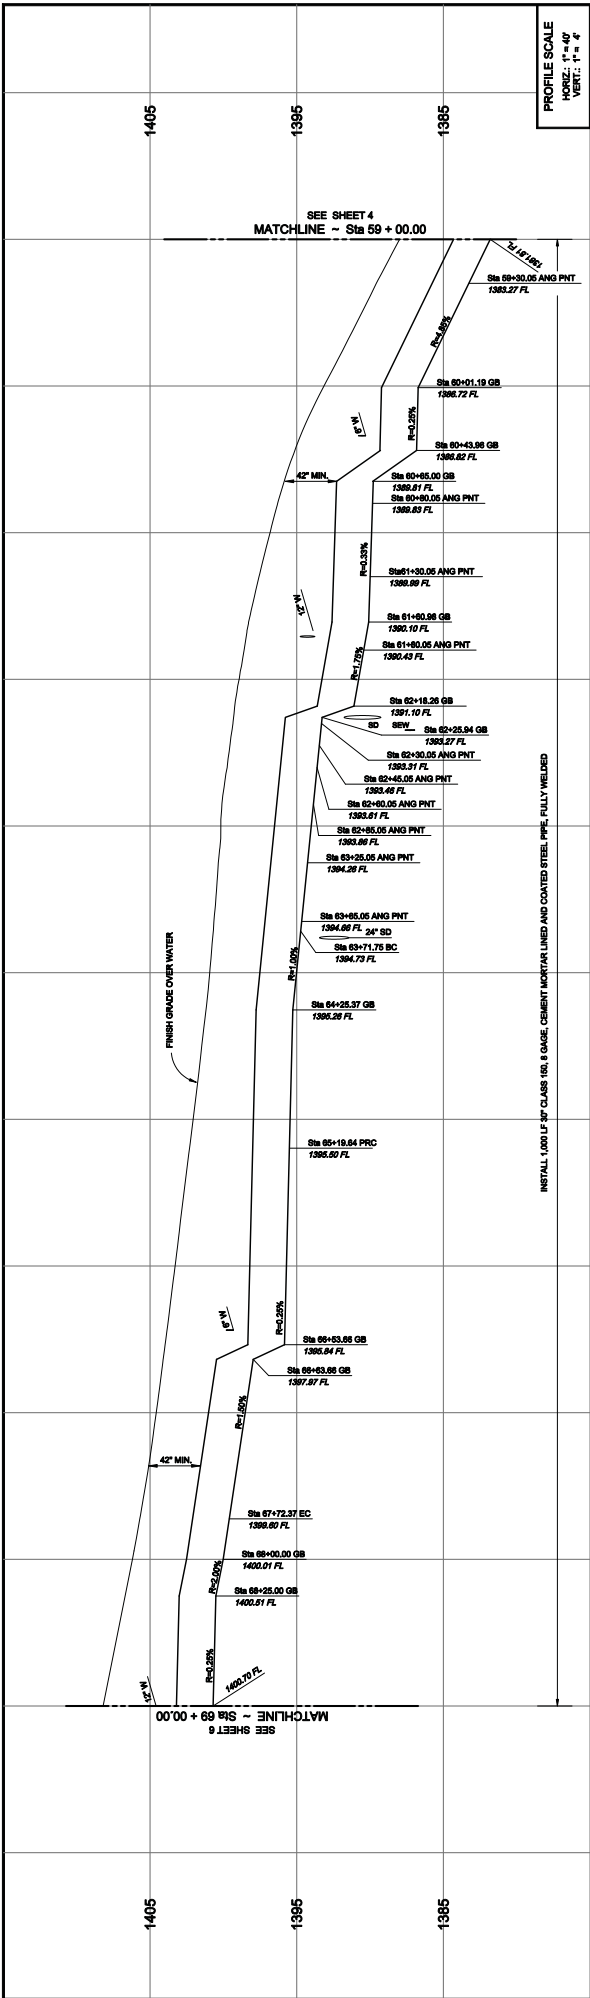 PROFILE SCALE
HORIZ.: 1" = 40'
VERT.: 1" = 4'
1405
1395
1385
SEE SHEET 4
MATCHLINE ~ Sta 59 + 00.00
1381.81 FL
Sta 59+30.05 ANG PNT
1383.27 FL
R=4.85%
Sta 60+01.19 GB
1386.72 FL
R=0.25%
6" W
Sta 60+43.98 GB
1386.82 FL
42" MIN.
Sta 60+65.00 GB
1389.81 FL
Sta 60+80.05 ANG PNT
1389.83 FL
R=0.33%
Sta61+30.05 ANG PNT
1389.99 FL
12" W
Sta 61+60.98 GB
1390.10 FL
Sta 61+80.05 ANG PNT
1390.43 FL
R=1.75%
Sta 62+18.26 GB
1391.10 FL
SD SEW
Sta 62+25.94 GB
1393.27 FL
Sta 62+30.05 ANG PNT
1393.31 FL
Sta 62+45.05 ANG PNT
1393.46 FL
Sta 62+60.05 ANG PNT
1393.61 FL
Sta 62+85.05 ANG PNT
1393.86 FL
Sta 63+25.05 ANG PNT
1394.26 FL
Sta 63+65.05 ANG PNT
1394.66 FL
24" SD
Sta 63+71.75 BC
1394.73 FL
FINISH GRADE OVER WATER
R=1.00%
Sta 64+25.37 GB
1395.26 FL
INSTALL 1,000 LF 30" CLASS 150, 8 GAGE, CEMENT MORTAR LINED AND COATED STEEL PIPE, FULLY WELDED
Sta 65+19.64 PRC
1395.50 FL
6" W
R=0.25%
Sta 66+53.66 GB
1395.84 FL
Sta 66+63.66 GB
1397.97 FL
R=1.50%
42" MIN.
Sta 67+72.37 EC
1399.60 FL
Sta 68+00.00 GB
1400.01 FL
R=2.00%
Sta 68+25.00 GB
1400.51 FL
R=0.25%
12" W
1400.70 FL
MATCHLINE ~ Sta 69 + 00.00
SEE SHEET 6
1405
1395
1385